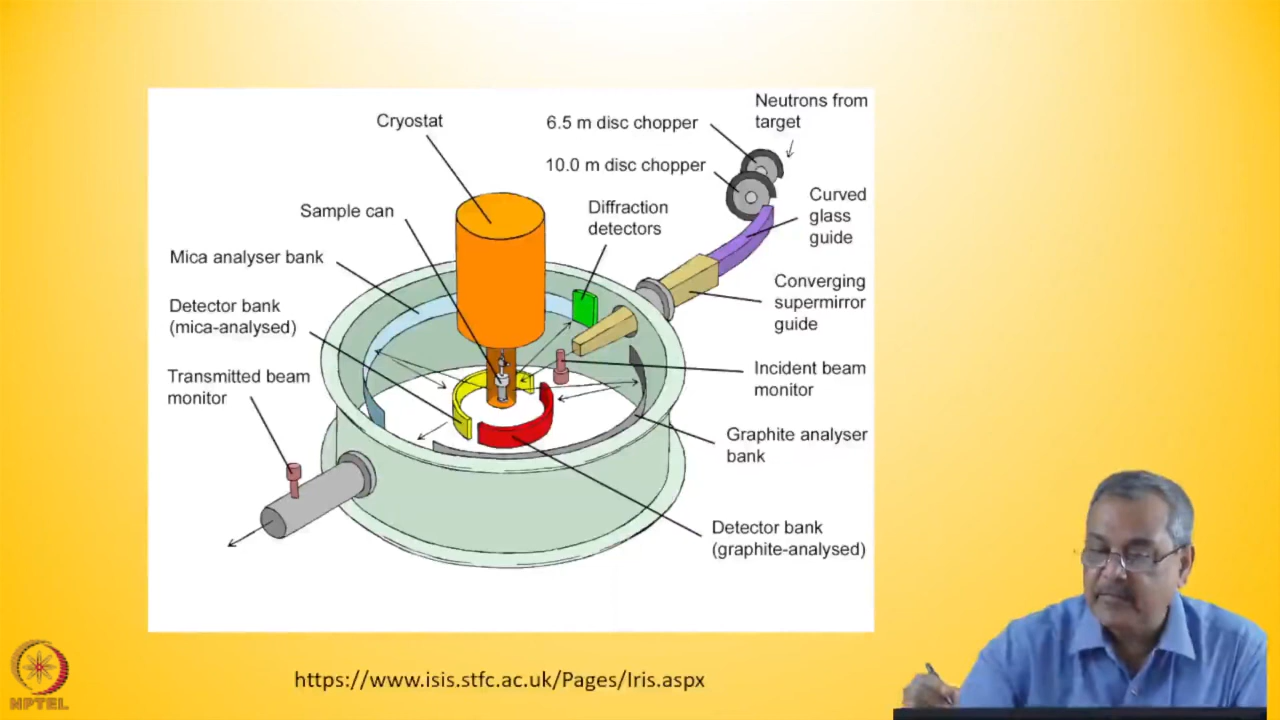 Neutrons from
target
6.5 m disc chopper
10.0 m disc chopper
Cryostat
Sample can
Diffraction
detectors
Curved
glass
guide
Mica analyser bank
Converging
supermirror
guide
Detector bank
(mica-analysed)
Transmitted beam
monitor
Incident beam
monitor
Graphite analyser
bank
Detector bank
(graphite-analysed)
https://www.isis.stfc.ac.uk/Pages/Iris.aspx
NPTEL